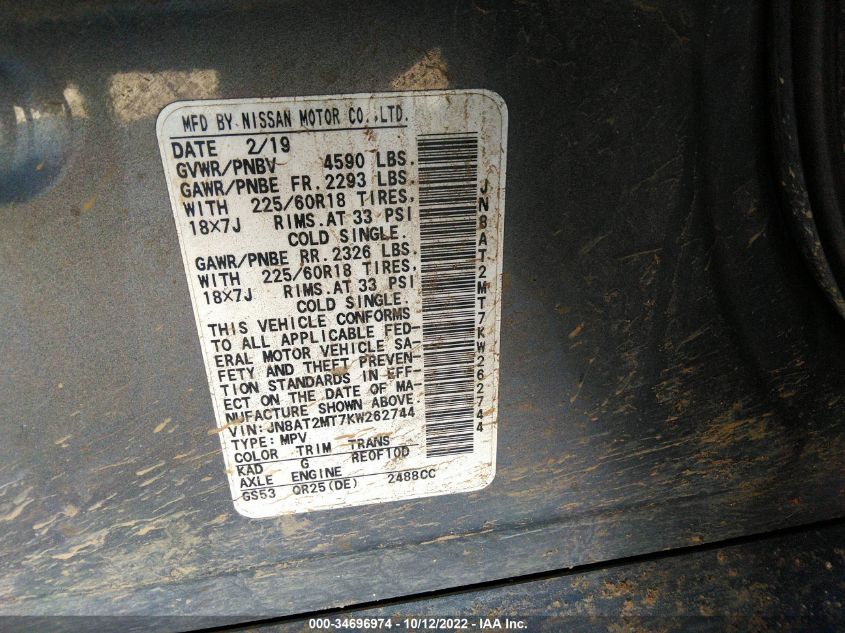 MFD BY NISSAN MOTOR CO.,LTD.
DATE 2/19
GVWR/PNBV 4590 LBS.
GAWR/PNBE FR. 2293 LBS.
WITH 225/60R18 TIRES,
18X7J RIMS.AT 33 PSI
COLD SINGLE.
GAWR/PNBE RR. 2326 LBS.
WITH 225/60R18 TIRES,
18X7J RIMS.AT 33 PSI
COLD SINGLE.
THIS VEHICLE CONFORMS
TO ALL APPLICABLE FED-
ERAL MOTOR VEHICLE SA-
FETY AND THEFT PREVEN-
TION STANDARDS IN EFF-
ECT ON THE DATE OF MA-
NUFACTURE SHOWN ABOVE.
VIN:JN8AT2MT7KW262744
TYPE:MPV
COLOR TRIM TRANS
KAD G RE0F10D
AXLE ENGINE
GS53 QR25(DE) 2488CC
JN8AT2MT7KW262744
000-34696974 | 10/12/2022 - © IAA Inc.